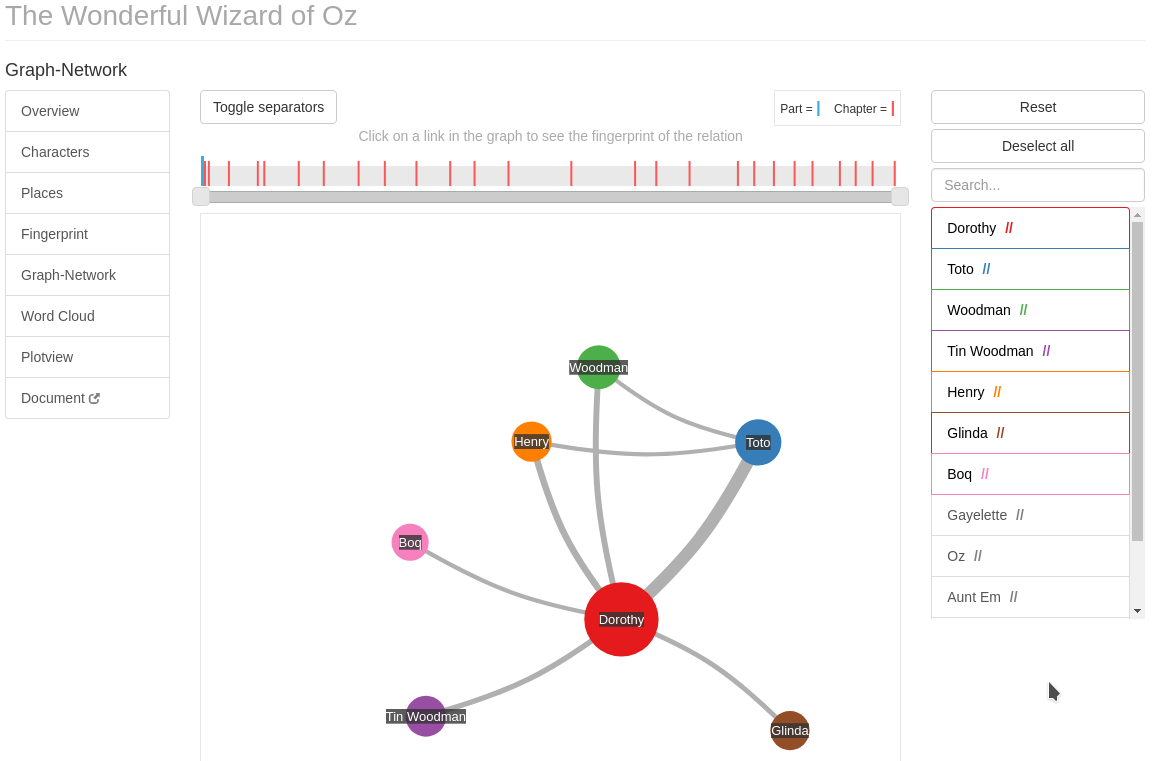 The Wonderful Wizard of Oz
Graph-Network
Overview
Characters
Places
Fingerprint
Graph-Network
Word Cloud
Plotview
Document
Toggle separators
Part = | Chapter = |
Click on a link in the graph to see the fingerprint of the relation
Woodman
Henry
Toto
Boq
Dorothy
Tin Woodman
Glinda
Reset
Deselect all
Search...
Dorothy //
Toto //
Woodman //
Tin Woodman //
Henry //
Glinda //
Boq //
Gayelette //
Oz //
Aunt Em //